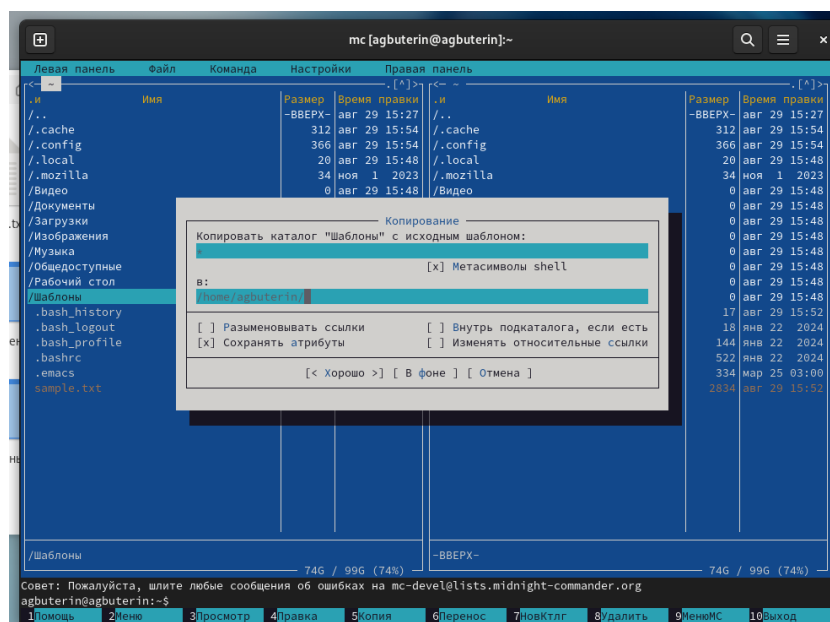 mc [agbuterin@agbuterin]:~
Левая панель Файл Команда Настройки Правая панель
<- ~ .[^]> <- ~ .[^]>
.и Имя Размер Время правки .и Имя Размер Время правки
/.. -ВВЕРХ- авг 29 15:27 /.. -ВВЕРХ- авг 29 15:27
/.cache 312 авг 29 15:54 /.cache 312 авг 29 15:54
/.config 366 авг 29 15:54 /.config 366 авг 29 15:54
/.local 20 авг 29 15:48 /.local 20 авг 29 15:48
/.mozilla 34 ноя 1 2023 /.mozilla 34 ноя 1 2023
/Видео 0 авг 29 15:48 /Видео 0 авг 29 15:48
/Документы 0 авг 29 15:48
/Загрузки Копирование 0 авг 29 15:48
/Изображения Копировать каталог "Шаблоны" с исходным шаблоном: 0 авг 29 15:48
/Музыка * 0 авг 29 15:48
/Общедоступные [x] Метасимволы shell 0 авг 29 15:48
/Рабочий стол в: 0 авг 29 15:48
/Шаблоны /home/agbuterin/ 0 авг 29 15:48
.bash_history 17 авг 29 15:52
.bash_logout [ ] Разыменовывать ссылки [ ] Внутрь подкаталога, если есть 18 янв 22 2024
.bash_profile [x] Сохранять атрибуты [ ] Изменять относительные ссылки 144 янв 22 2024
.bashrc 522 янв 22 2024
.emacs [< Хорошо >] [ В фоне ] [ Отмена ] 334 мар 25 03:00
sample.txt 2834 авг 29 15:52
/Шаблоны -ВВЕРХ-
74G / 99G (74%) 74G / 99G (74%)
Совет: Пожалуйста, шлите любые сообщения об ошибках на mc-devel@lists.midnight-commander.org
agbuterin@agbuterin:~$
1Помощь 2Меню 3Просмотр 4Правка 5Копия 6Перенос 7НовКтлг 8Удалить 9МенюМС 10Выход